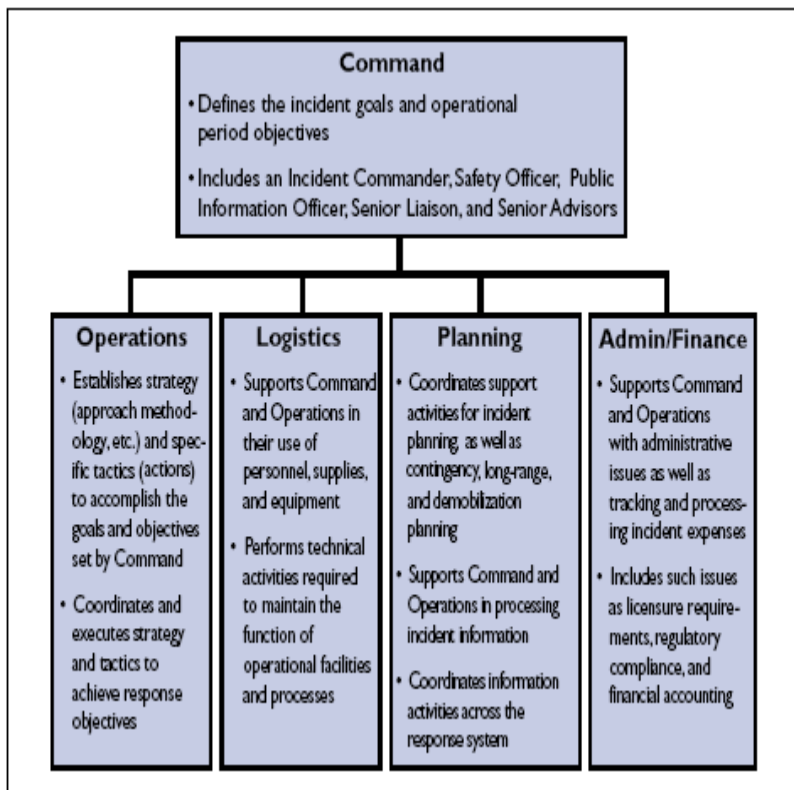 Command
• Defines the incident goals and operational
period objectives
• Includes an Incident Commander, Safety Officer, Public
Information Officer, Senior Liaison, and Senior Advisors
Operations
• Establishes strategy
(approach method-
ology, etc.) and spec-
ific tactics (actions)
to accomplish the
goals and objectives
set by Command
• Coordinates and
executes strategy
and tactics to
achieve response
objectives
Logistics
• Supports Command
and Operations in
their use of
personnel, supplies,
and equipment
• Performs technical
activities required
to maintain the
function of
operational facilities
and processes
Planning
• Coordinates support
activities for incident
planning, as well as
contingency, long-range,
and demobilization
planning
• Supports Command and
Operations in processing
incident information
• Coordinates information
activities across the
response system
Admin/Finance
• Supports Command
and Operations
with administrative
issues as well as
tracking and process-
ing incident expenses
• Includes such issues
as licensure require-
ments, regulatory
compliance, and
financial accounting